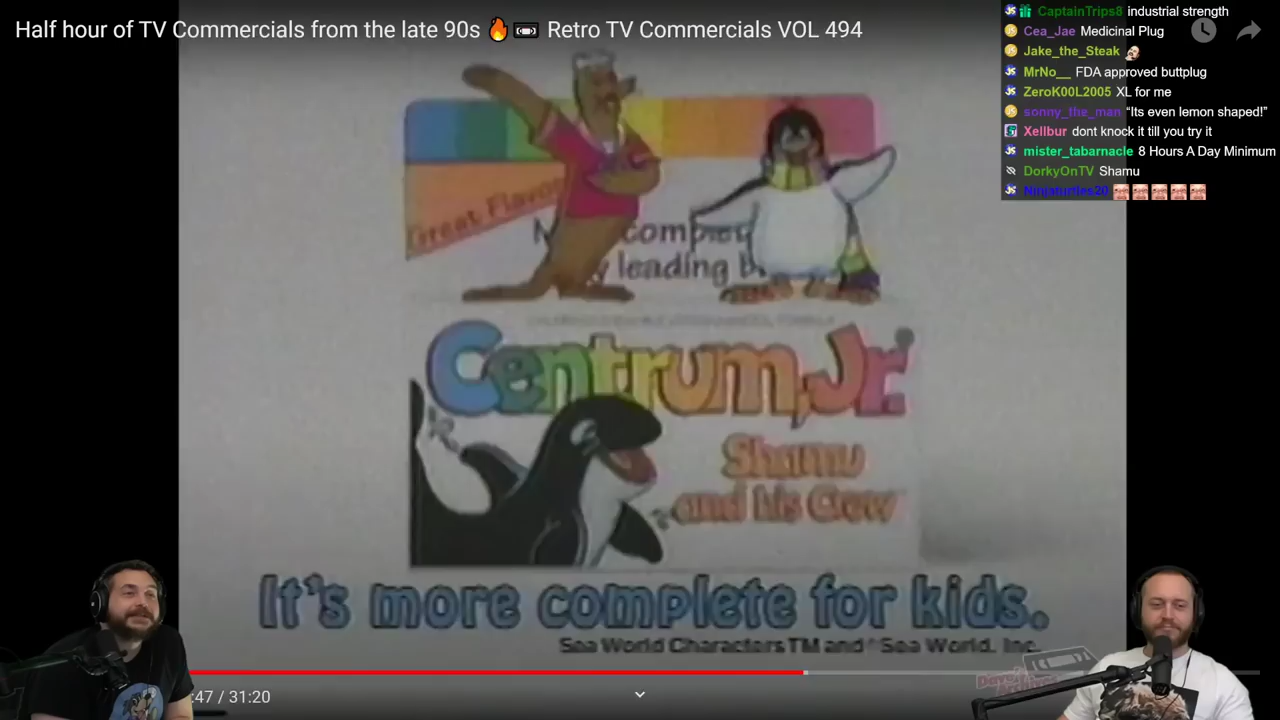 Half hour of TV Commercials from the late 90s 🔥📼 Retro TV Commercials VOL 494
CaptainTrips8 industrial strength
Cea_Jae Medicinal Plug
Jake_the_Steak
MrNo__ FDA approved buttplug
ZeroK00L2005 XL for me
sonny_the_man “Its even lemon shaped!”
Xellbur dont knock it till you try it
mister_tabarnacle 8 Hours A Day Minimum
DorkyOnTV Shamu
Ninjaturtles20
Great Flavor
leading
Centrum, Jr.®
Shamu
and his Crew
It's more complete for kids.
Sea World Characters TM and ©Sea World, Inc.
Dave's
Archives
:47 / 31:20